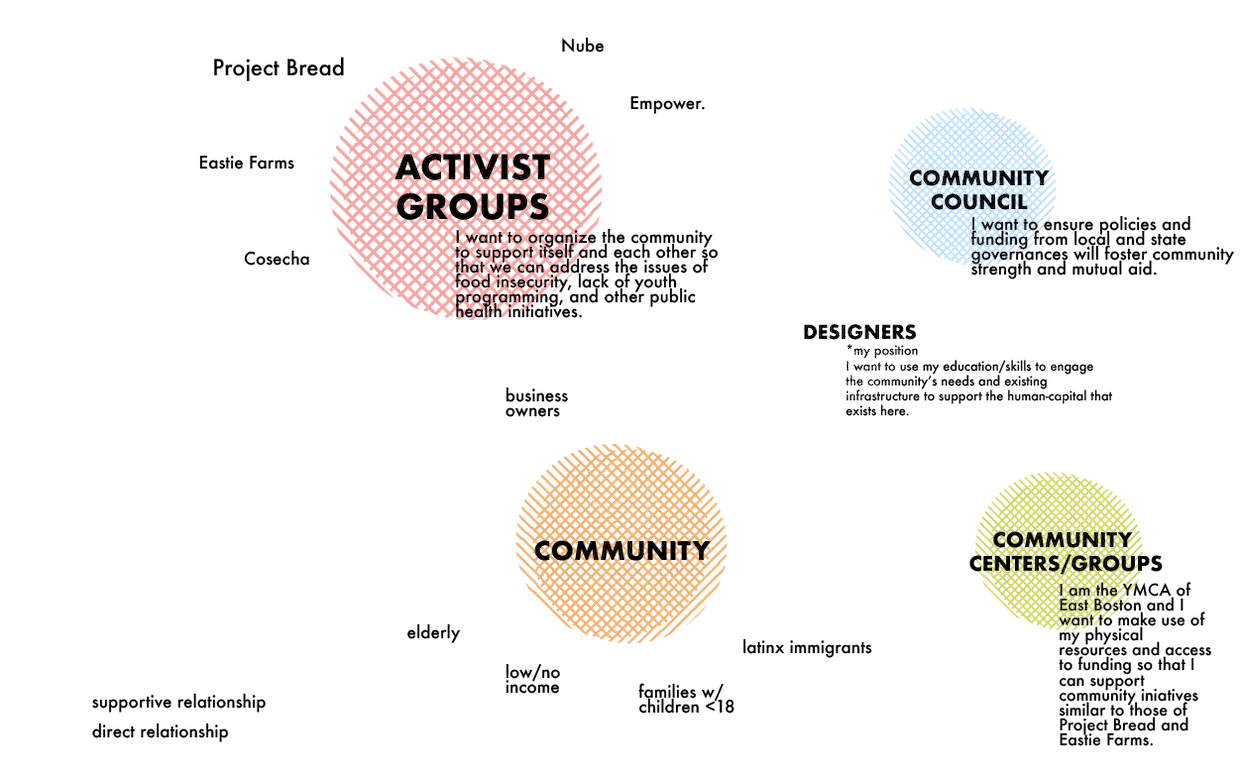 Nube
Project Bread
Empower.
Eastie Farms
Cosecha
ACTIVIST
GROUPS
I want to organize the community
to support itself and each other so
that we can address the issues of
food insecurity, lack of youth
programming, and other public
health initiatives.
COMMUNITY
COUNCIL
I want to ensure policies and
funding from local and state
governances will foster community
strength and mutual aid.
DESIGNERS
*my position
I want to use my education/skills to engage
the community's needs and existing
infrastructure to support the human-capital that
exists here.
business
owners
COMMUNITY
elderly
low/no
income
families w/
children <18
latinx immigrants
COMMUNITY
CENTERS/GROUPS
I am the YMCA of
East Boston and I
want to make use of
my physical
resources and access
to funding so that I
can support
community iniatives
similar to those of
Project Bread and
Eastie Farms.
supportive relationship
direct relationship